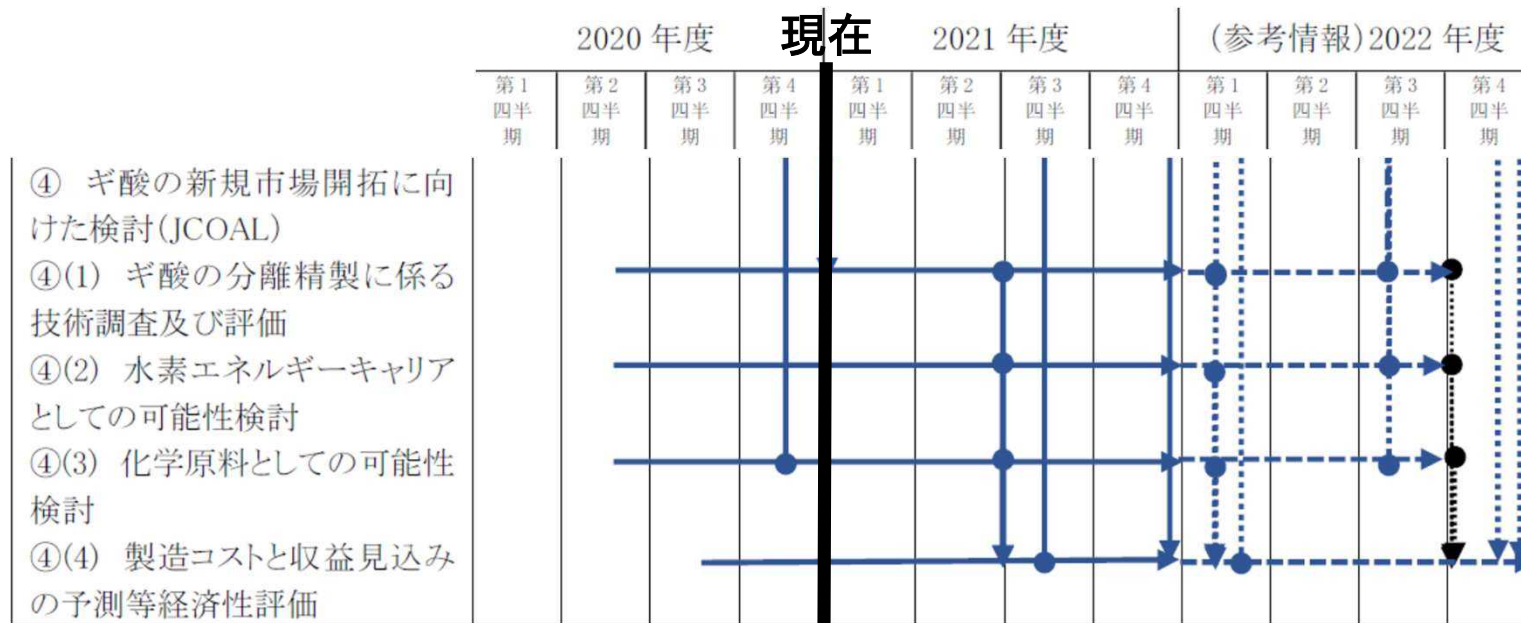 2020 年度
現在
2021 年度
(参考情報)2022 年度
第1
四半
期
第2
四半
期
第3
四半
期
第4
四半
期
第1
四半
期
第2
四半
期
第3
四半
期
第4
四半
期
第1
四半
期
第2
四半
期
第3
四半
期
第4
四半
期
④ ギ酸の新規市場開拓に向
けた検討(JCOAL)
④(1) ギ酸の分離精製に係る
技術調査及び評価
④(2) 水素エネルギーキャリア
としての可能性検討
④(3) 化学原料としての可能性
検討
④(4) 製造コストと収益見込み
の予測等経済性評価